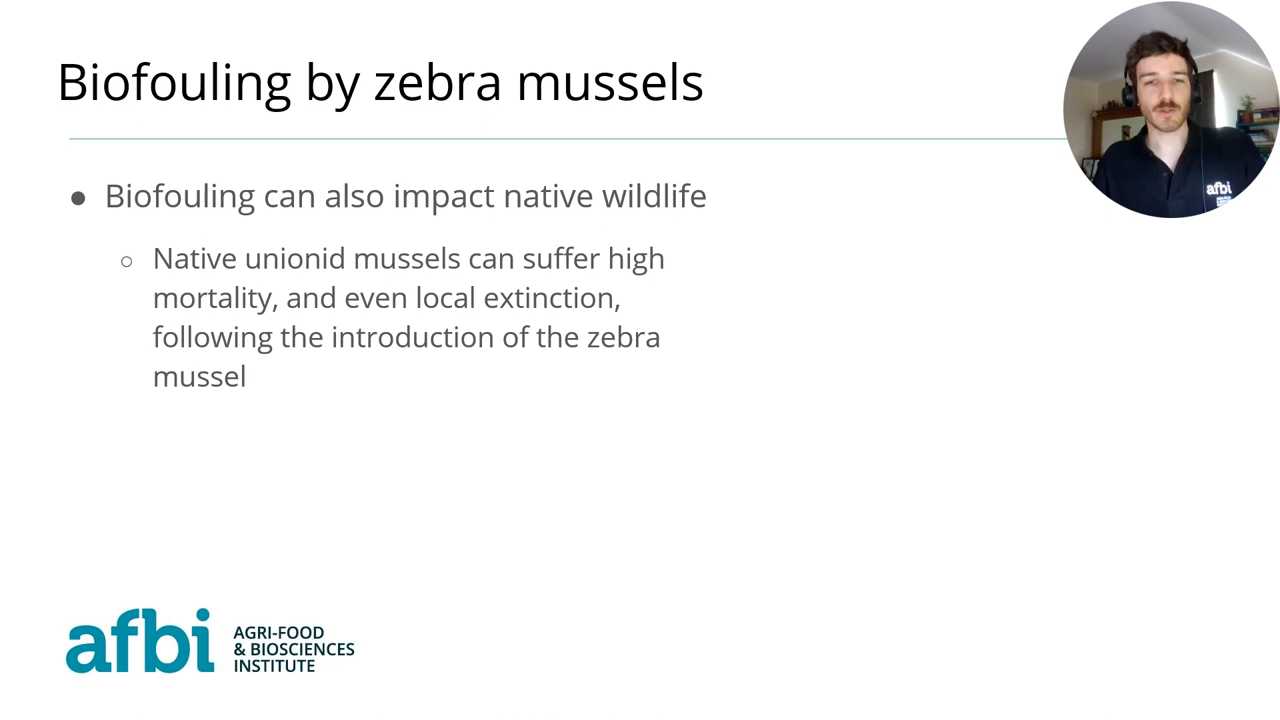 Biofouling by zebra mussels
● Biofouling can also impact native wildlife
○ Native unionid mussels can suffer high
mortality, and even local extinction,
following the introduction of the zebra
mussel
afbi
afbi
AGRI-FOOD
& BIOSCIENCES
INSTITUTE